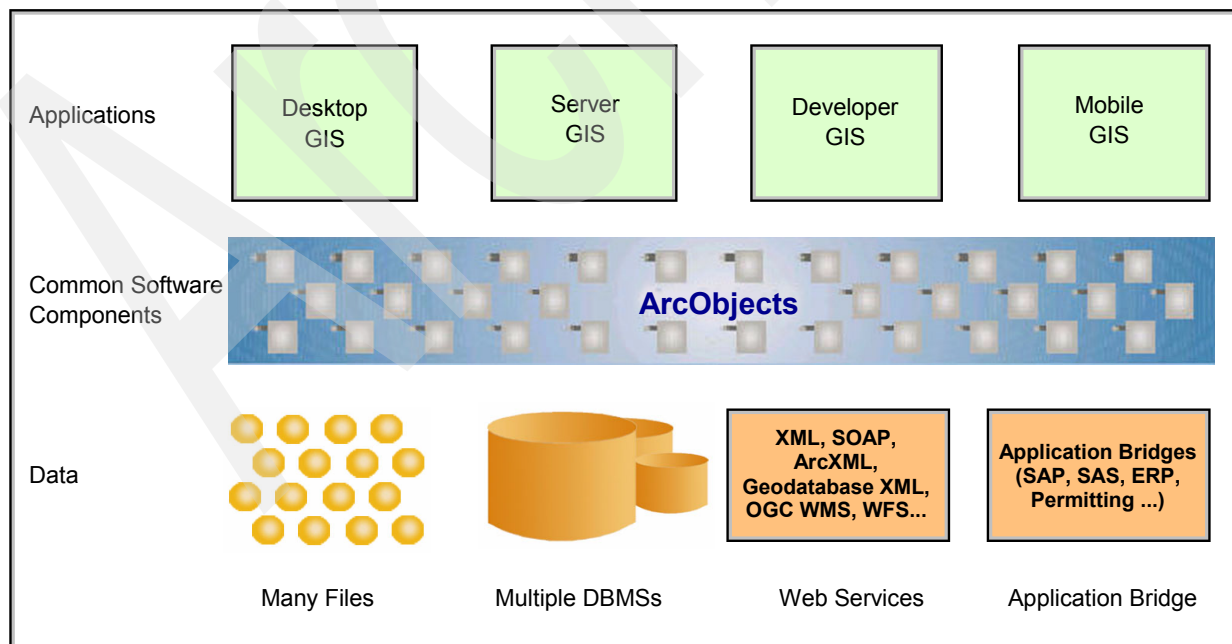 Applications
Desktop
GIS
Server
GIS
Developer
GIS
Mobile
GIS
Common Software
Components
ArcObjects
Data
XML, SOAP,
ArcXML,
Geodatabase XML,
OGC WMS, WFS...
Application Bridges
(SAP, SAS, ERP,
Permitting ...)
Many Files
Multiple DBMSs
Web Services
Application Bridge